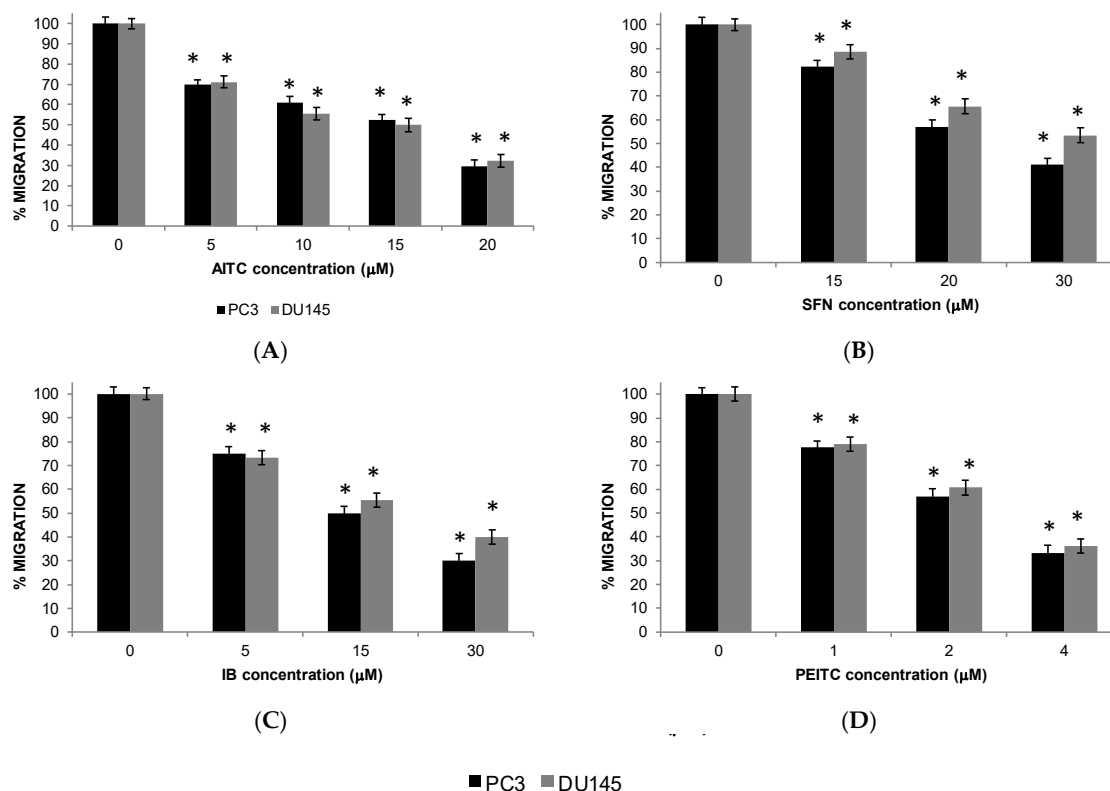 100
90
80
70
60
50
40
30
20
10
0
% MIGRATION
* * * * * * * *
0 5 10 15 20
AITC concentration (μM)
PC3 DU145
(A)
100
90
80
70
60
50
40
30
20
10
0
% MIGRATION
* * * * * *
0 15 20 30
SFN concentration (μM)
(B)
100
90
80
70
60
50
40
30
20
10
0
% MIGRATION
* * * * * *
0 5 15 30
IB concentration (μM)
(C)
100
90
80
70
60
50
40
30
20
10
0
% MIGRATION
* * * * * *
0 1 2 4
PEITC concentration (μM)
(D)
PC3 DU145